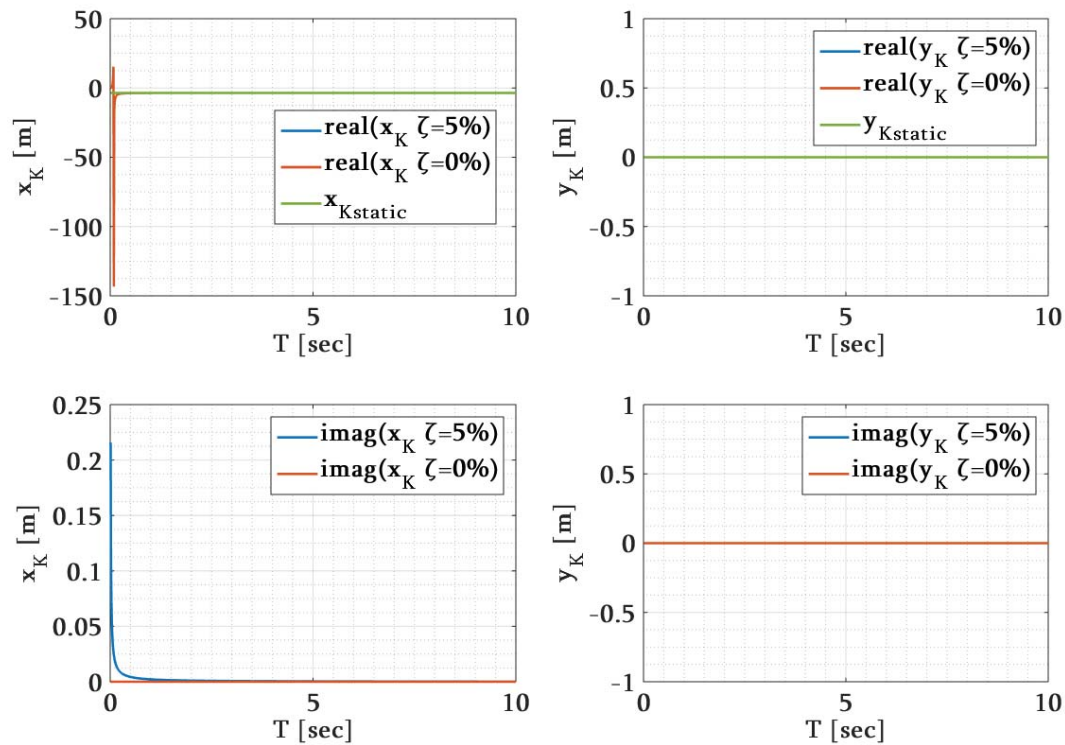 50
0
-50
-100
-150
x_K [m]
real(x_K ζ=5%)
real(x_K ζ=0%)
x_Kstatic
0 5 10
T [sec]
1
0.5
0
-0.5
-1
y_K [m]
real(y_K ζ=5%)
real(y_K ζ=0%)
y_Kstatic
0 5 10
T [sec]
0.25
0.2
0.15
0.1
0.05
0
x_K [m]
imag(x_K ζ=5%)
imag(x_K ζ=0%)
0 5 10
T [sec]
1
0.5
0
-0.5
-1
y_K [m]
imag(y_K ζ=5%)
imag(y_K ζ=0%)
0 5 10
T [sec]